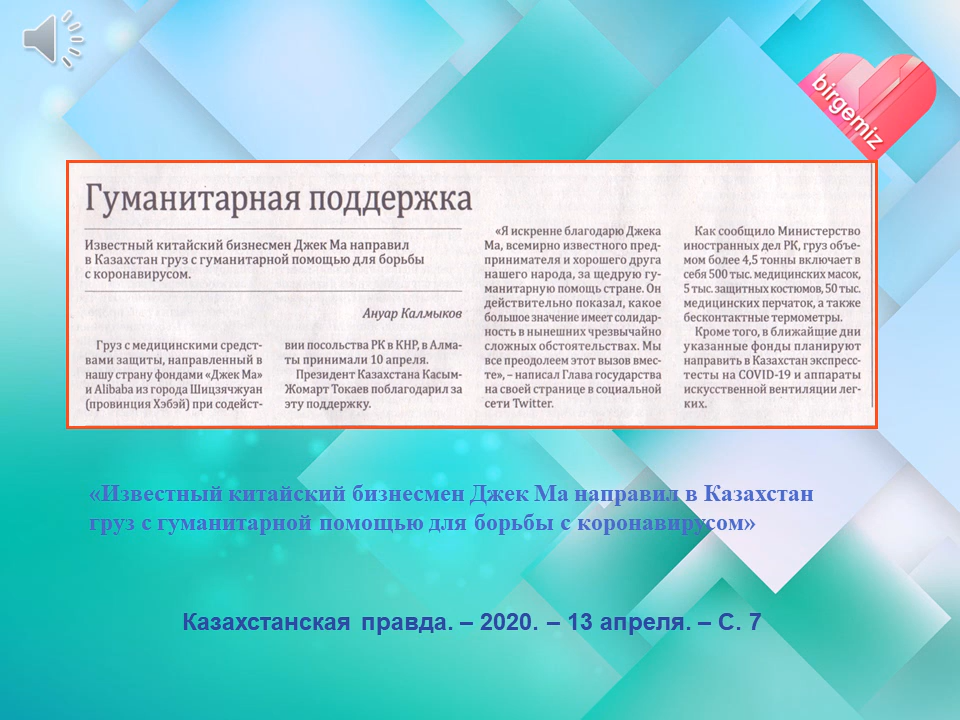 birgemiz
Гуманитарная поддержка
Известный китайский бизнесмен Джек Ма направил
в Казахстан груз с гуманитарной помощью для борьбы
с коронавирусом.
Ануар Калмыков
Груз с медицинскими средст-
вами защиты, направленный в
нашу страну фондами «Джек Ма»
и Alibaba из города Шицзячжуан
(провинция Хэбэй) при содейст-
вии посольства РК в КНР, в Алма-
ты принимали 10 апреля.
Президент Казахстана Касым-
Жомарт Токаев поблагодарил за
эту поддержку.
«Я искренне благодарю Джека
Ма, всемирно известного пред-
принимателя и хорошего друга
нашего народа, за щедрую гу-
манитарную помощь стране. Он
действительно показал, какое
большое значение имеет солидар-
ность в нынешних чрезвычайно
сложных обстоятельствах. Мы
все преодолеем этот вызов вмес-
те», – написал Глава государства
на своей странице в социальной
сети Twitter.
Как сообщило Министерство
иностранных дел РК, груз объе-
мом более 4,5 тонны включает в
себя 500 тыс. медицинских масок,
5 тыс. защитных костюмов, 50 тыс.
медицинских перчаток, а также
бесконтактные термометры.
Кроме того, в ближайшие дни
указанные фонды планируют
направить в Казахстан экспресс-
тесты на COVID-19 и аппараты
искусственной вентиляции лег-
ких.
«Известный китайский бизнесмен Джек Ма направил в Казахстан
груз с гуманитарной помощью для борьбы с коронавирусом»
Казахстанская правда. – 2020. – 13 апреля. – С. 7